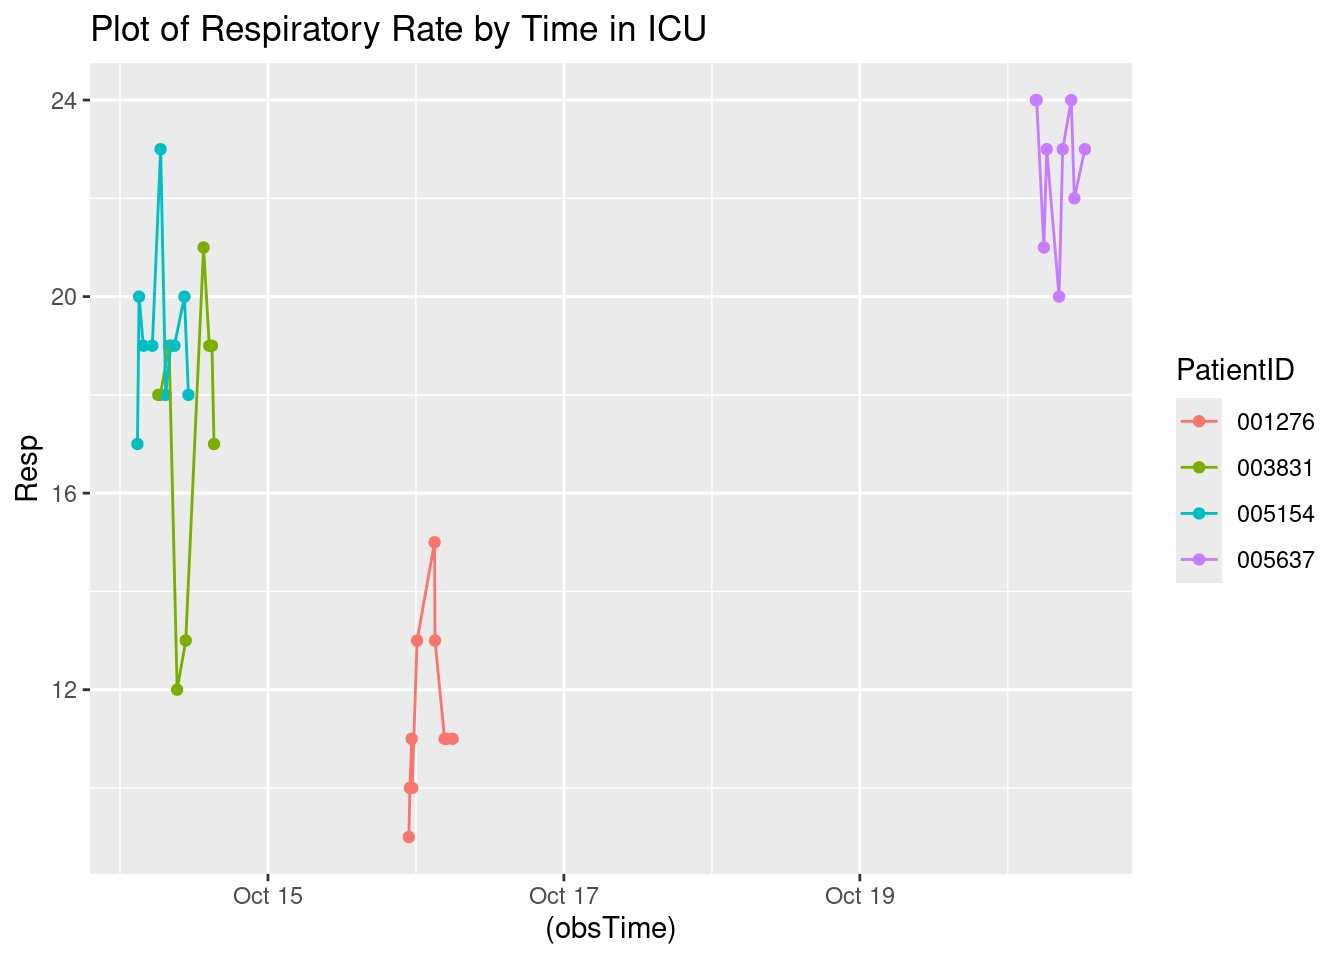 Plot of Respiratory Rate by Time in ICU
24
20
16
12
Resp
Oct 15
Oct 17
Oct 19
(obsTime)
PatientID
001276
003831
005154
005637